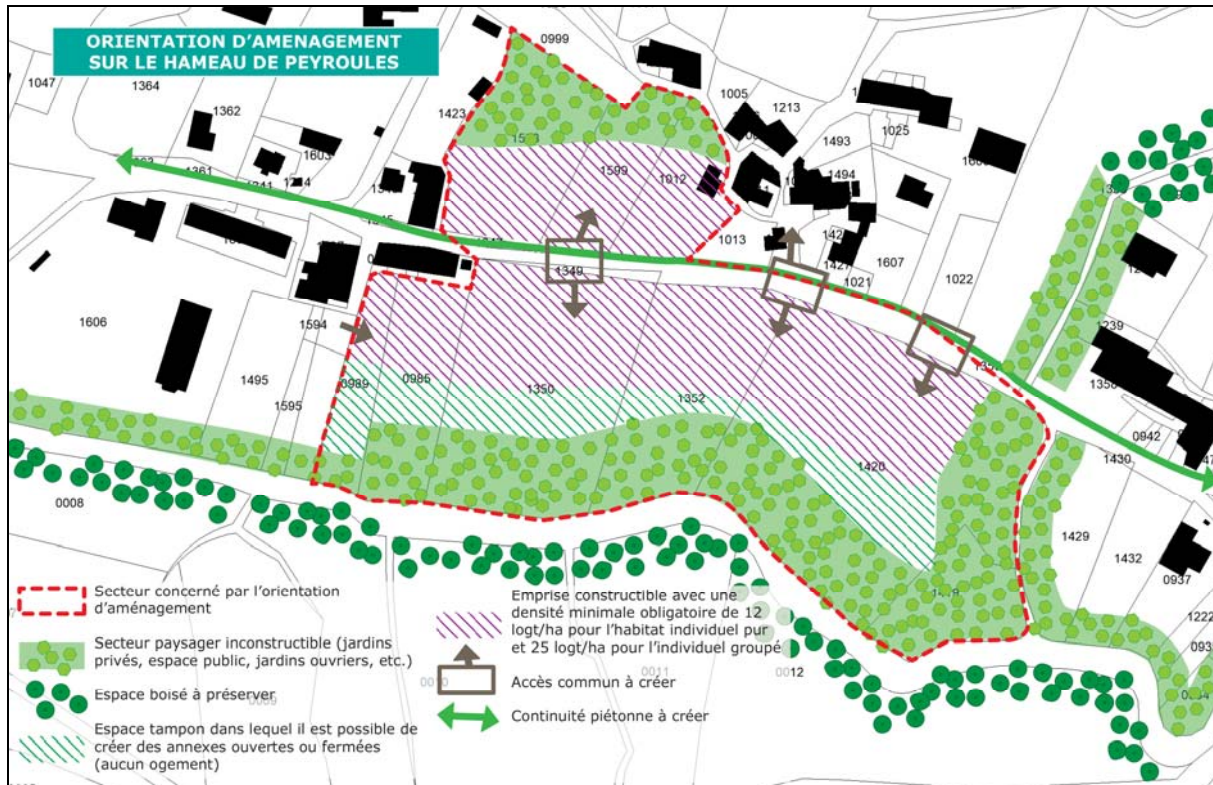 ORIENTATION D'AMENAGEMENT
SUR LE HAMEAU DE PEYROULES
0999
1047
1364
1005
1213
1423
1362
1025
1493
1603
1599
1361
1012
1494
1013
1349
1607
1022
1021
1427
1606
1594
1239
0989
0985
1350
1352
1495
1595
0942
1430
1420
0008
1429
1432
0937
1222
Secteur concerné par l'orientation
d'aménagement
Secteur paysager inconstructible (jardins
privés, espace public, jardins ouvriers, etc.)
Espace boisé à préserver
Espace tampon dans lequel il est possible de
créer des annexes ouvertes ou fermées
(aucun ogement)
Emprise constructible avec une
densité minimale obligatoire de 12
logt/ha pour l'habitat individuel pur
et 25 logt/ha pour l'individuel groupé
Accès commun à créer
Continuité piétonne à créer
0010
0011
0012
0069